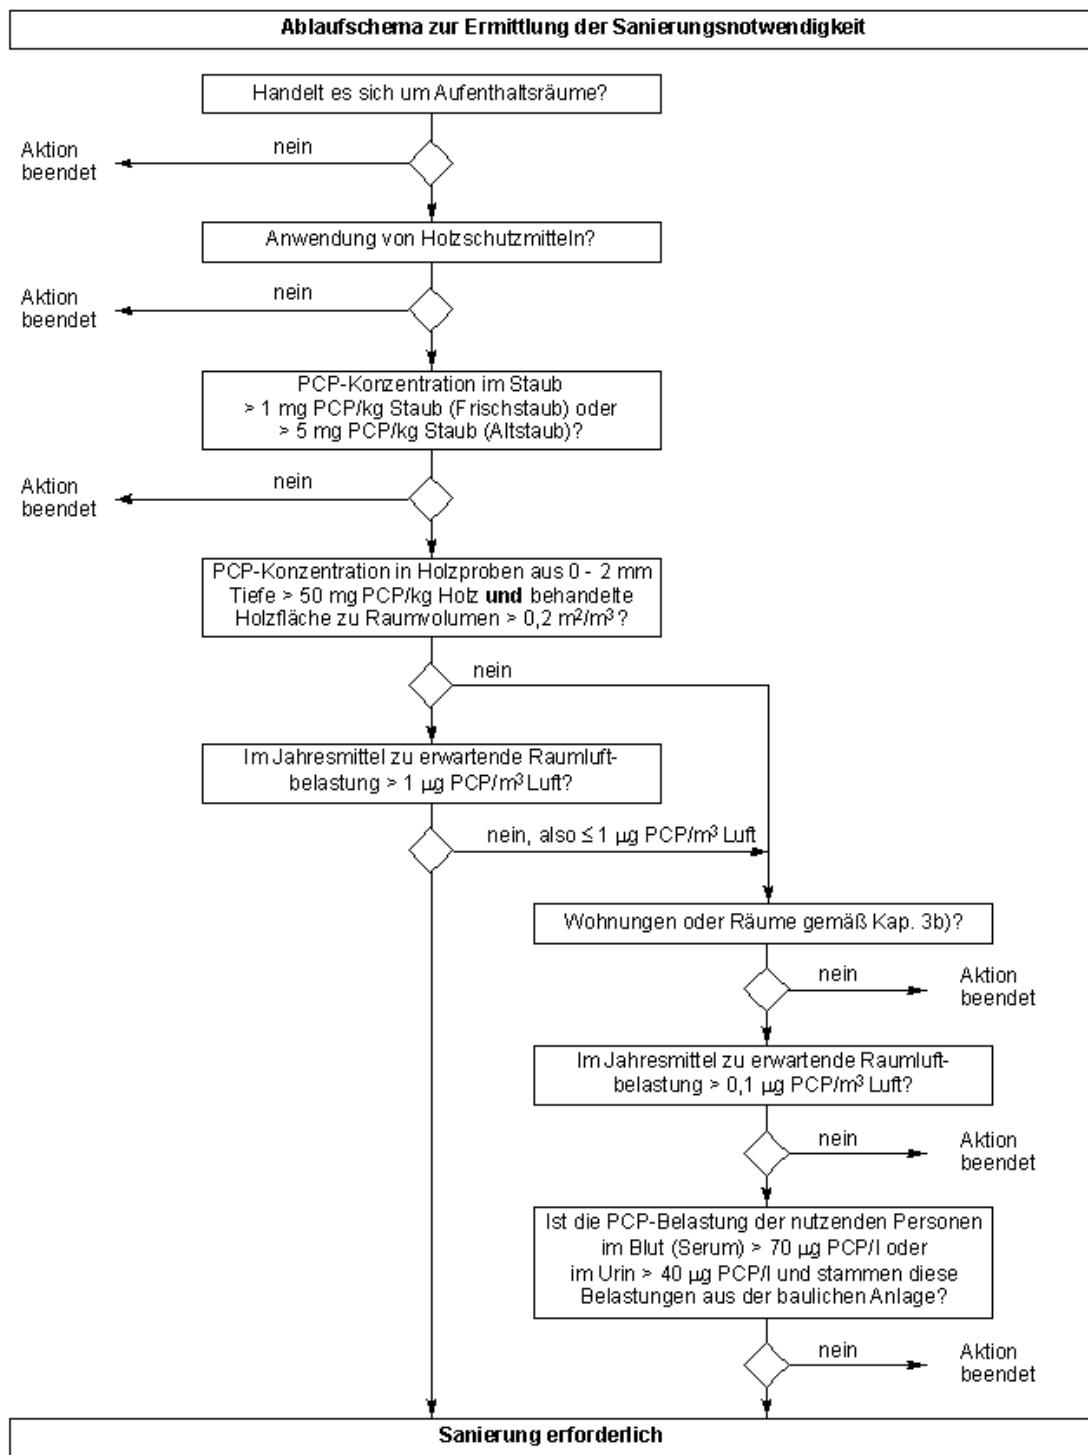 Ablaufschema zur Ermittlung der Sanierungsnotwendigkeit
Handelt es sich um Aufenthaltsräume?
nein
Aktion
beendet
Anwendung von Holzschutzmitteln?
nein
Aktion
beendet
PCP-Konzentration im Staub
> 1 mg PCP/kg Staub (Frischstaub) oder
> 5 mg PCP/kg Staub (Altstaub)?
nein
Aktion
beendet
PCP-Konzentration in Holzproben aus 0 - 2 mm
Tiefe > 50 mg PCP/kg Holz und behandelte
Holzfläche zu Raumvolumen > 0,2 m²/m³?
nein
Im Jahresmittel zu erwartende Raumluft-
belastung > 1 µg PCP/m³ Luft?
nein, also ≤ 1 µg PCP/m³ Luft
Wohnungen oder Räume gemäß Kap. 3b)?
nein
Aktion
beendet
Im Jahresmittel zu erwartende Raumluft-
belastung > 0,1 µg PCP/m³ Luft?
nein
Aktion
beendet
Ist die PCP-Belastung der nutzenden Personen
im Blut (Serum) > 70 µg PCP/l oder
im Urin > 40 µg PCP/l und stammen diese
Belastungen aus der baulichen Anlage?
nein
Aktion
beendet
Sanierung erforderlich